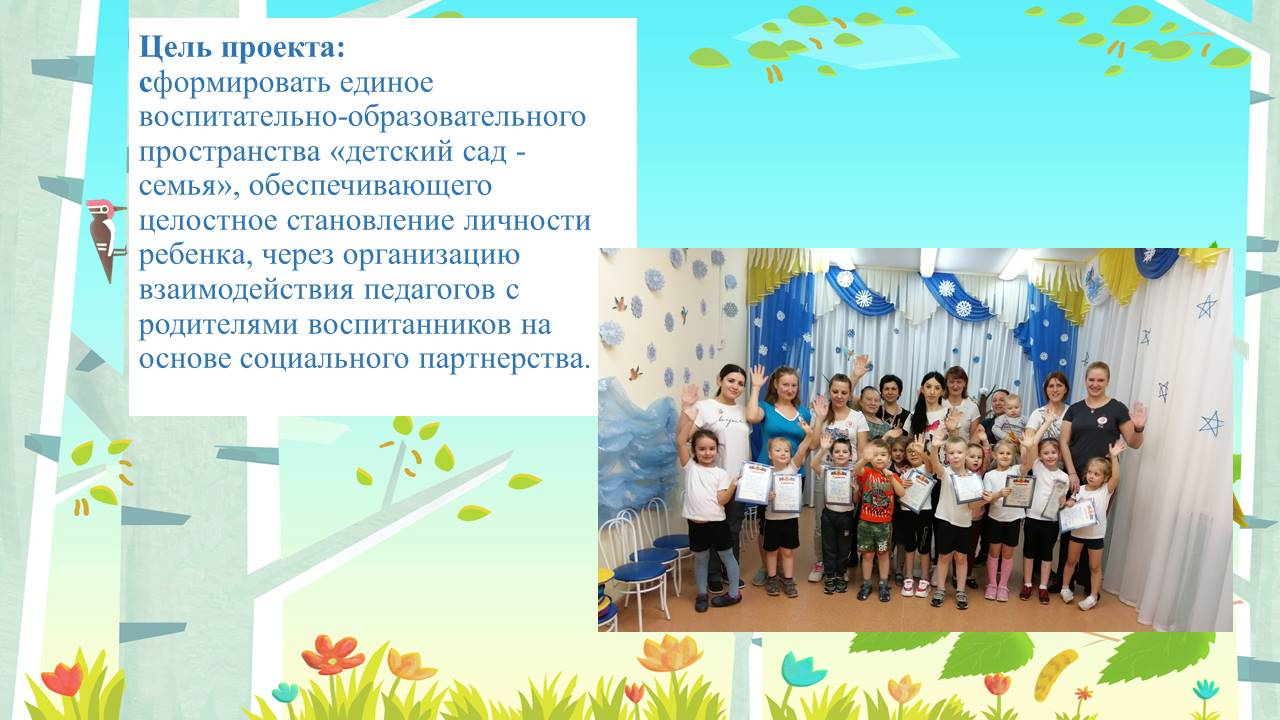 Цель проекта:
сформировать единое
воспитательно-образовательного
пространства «детский сад -
семья», обеспечивающего
целостное становление личности
ребенка, через организацию
взаимодействия педагогов с
родителями воспитанников на
основе социального партнерства.